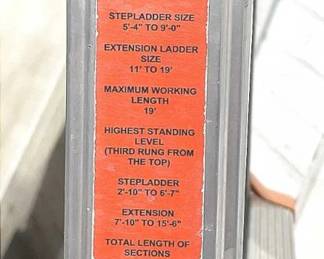 STEPLADDER SIZE
5'-4" TO 9'-0"
EXTENSION LADDER
SIZE
11' TO 19'
MAXIMUM WORKING
LENGTH
19'
HIGHEST STANDING
LEVEL
(THIRD RUNG FROM
THE TOP)
STEPLADDER
2'-10" TO 6'-7"
EXTENSION
7'-10" TO 15'-6"
TOTAL LENGTH OF
SECTIONS